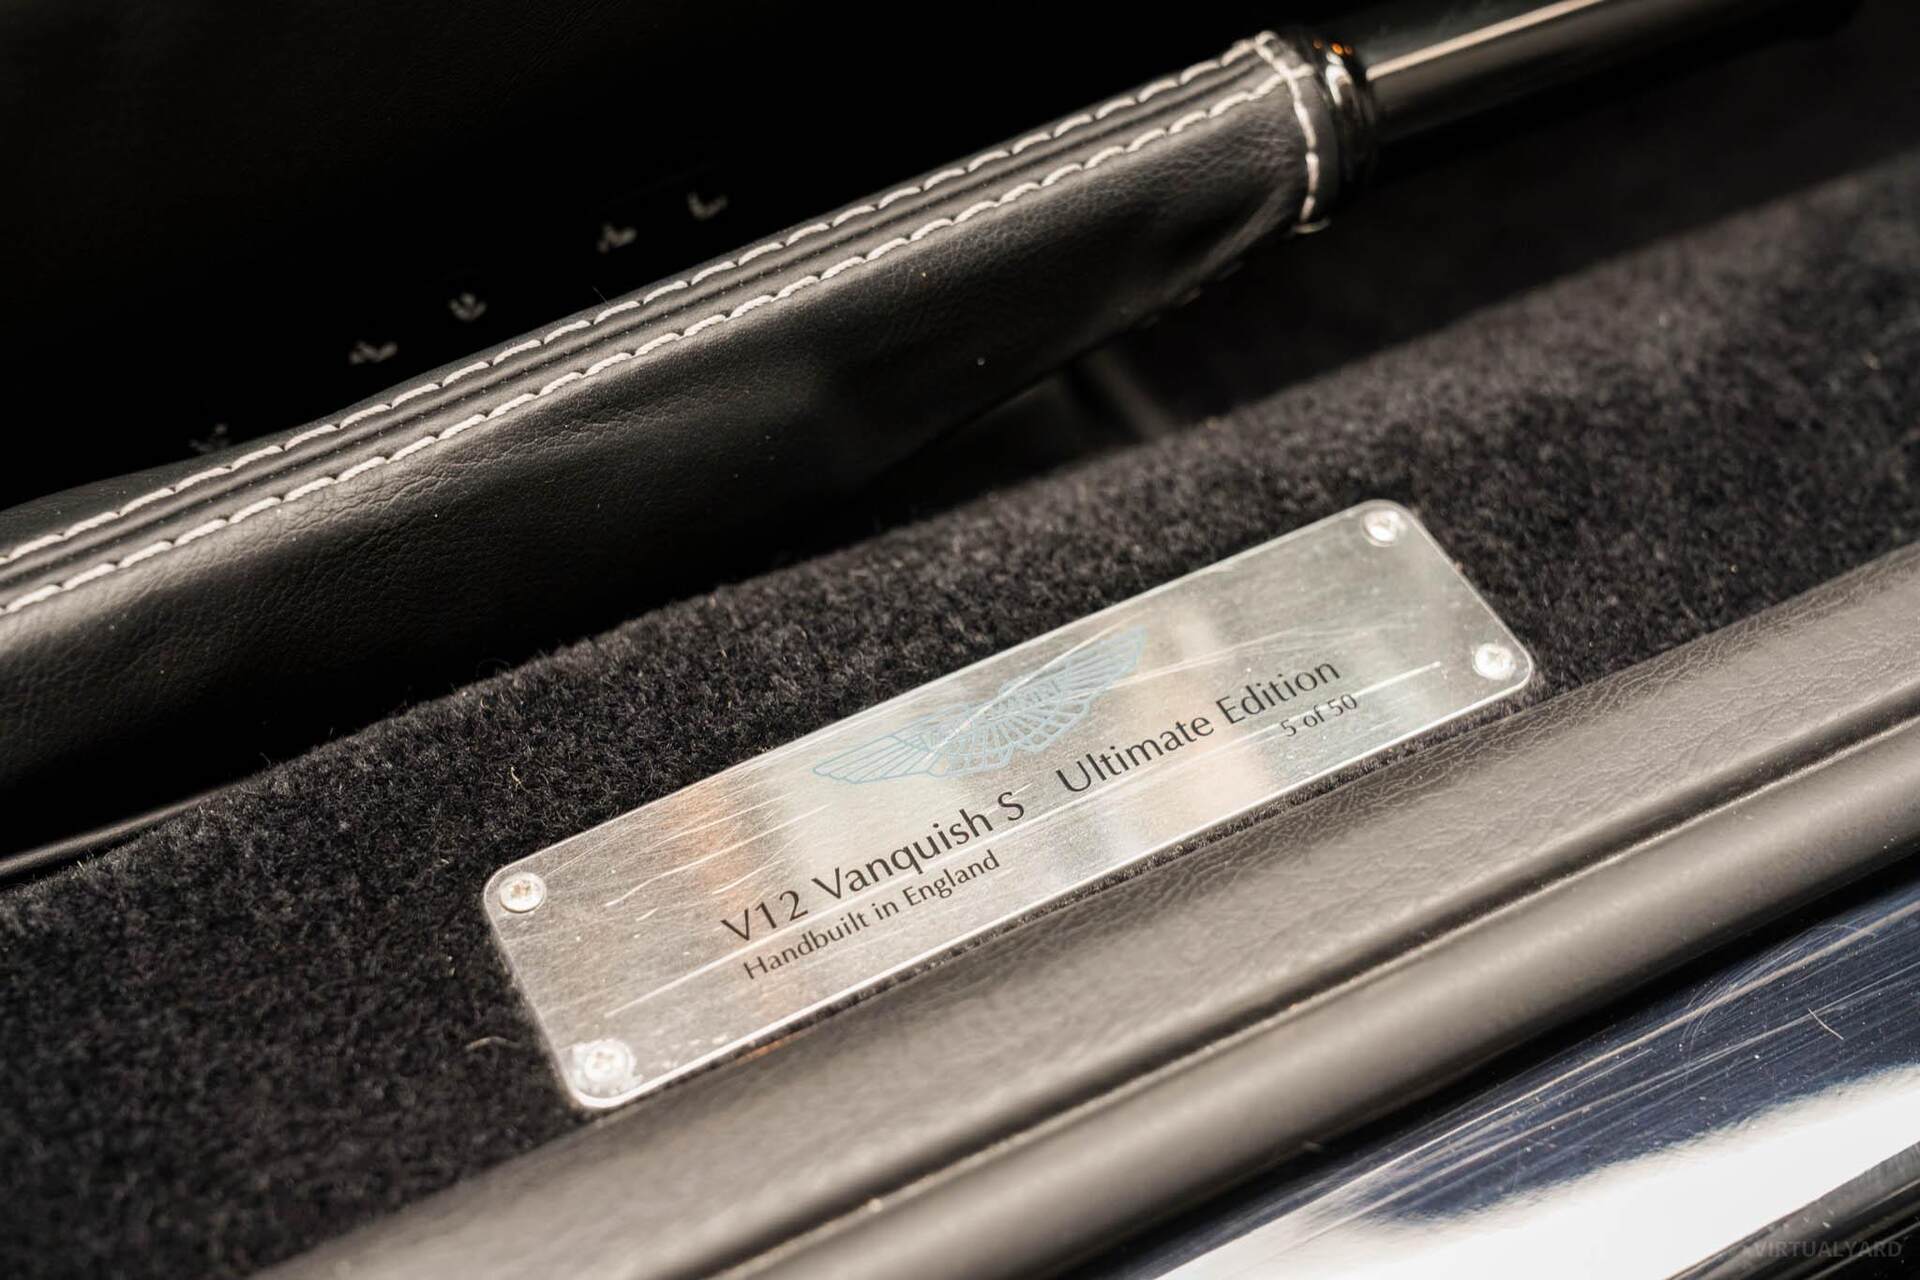 V12 Vanquish S Ultimate Edition
5 of 50
Handbuilt in England
VIRTUALYARD